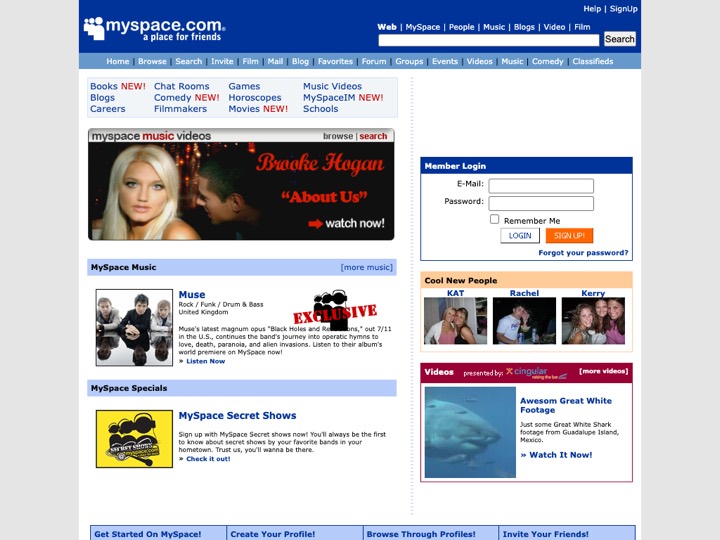 Help | SignUp
myspace.com®
a place for friends
Web | MySpace | People | Music | Blogs | Video | Film
Search
Home | Browse | Search | Invite | Film | Mail | Blog | Favorites | Forum | Groups | Events | Videos | Music | Comedy | Classifieds
Books NEW! Chat Rooms Games Music Videos
Blogs Comedy NEW! Horoscopes MySpaceIM NEW!
Careers Filmmakers Movies NEW! Schools
myspace music videos browse | search
Brooke Hogan
"About Us"
watch now!
Member Login
E-Mail:
Password:
Remember Me
LOGIN SIGN UP!
Forgot your password?
MySpace Music [more music]
Muse
Rock / Funk / Drum & Bass
United Kingdom
EXCLUSIVE
Muse's latest magnum opus "Black Holes and Revelations," out 7/11
in the U.S., continues the band's journey into operatic hymns to
love, death, paranoia, and alien invasions. Listen to their album's
world premiere on MySpace now!
» Listen Now
Cool New People
KAT Rachel Kerry
MySpace Specials
MySpace Secret Shows
Sign up with MySpace Secret shows now! You'll always be the first
to know about secret shows by your favorite bands in your
hometown. Trust us, you'll wanna be there.
» Check it out!
SECRET SHOWS
myspace.com
Videos presented by: cingular raising the bar [more videos]
Awesom Great White
Footage
Just some Great White Shark
footage from Guadalupe Island,
Mexico.
» Watch It Now!
Get Started On MySpace! Create Your Profile! Browse Through Profiles! Invite Your Friends!